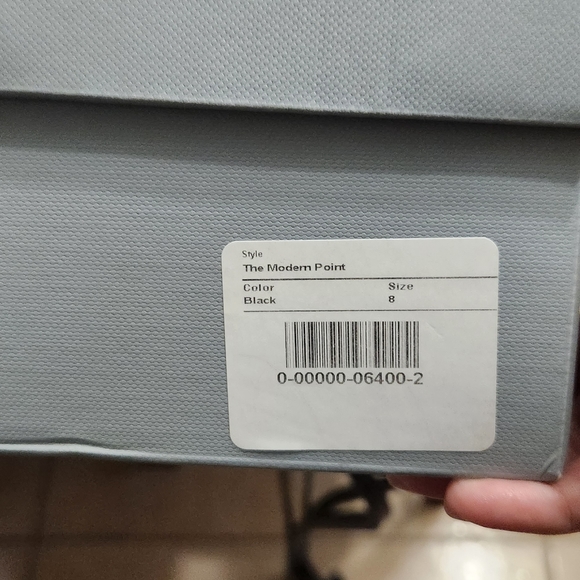 Style
The Modern Point
Color Size
Black 8
0-00000-06400-2